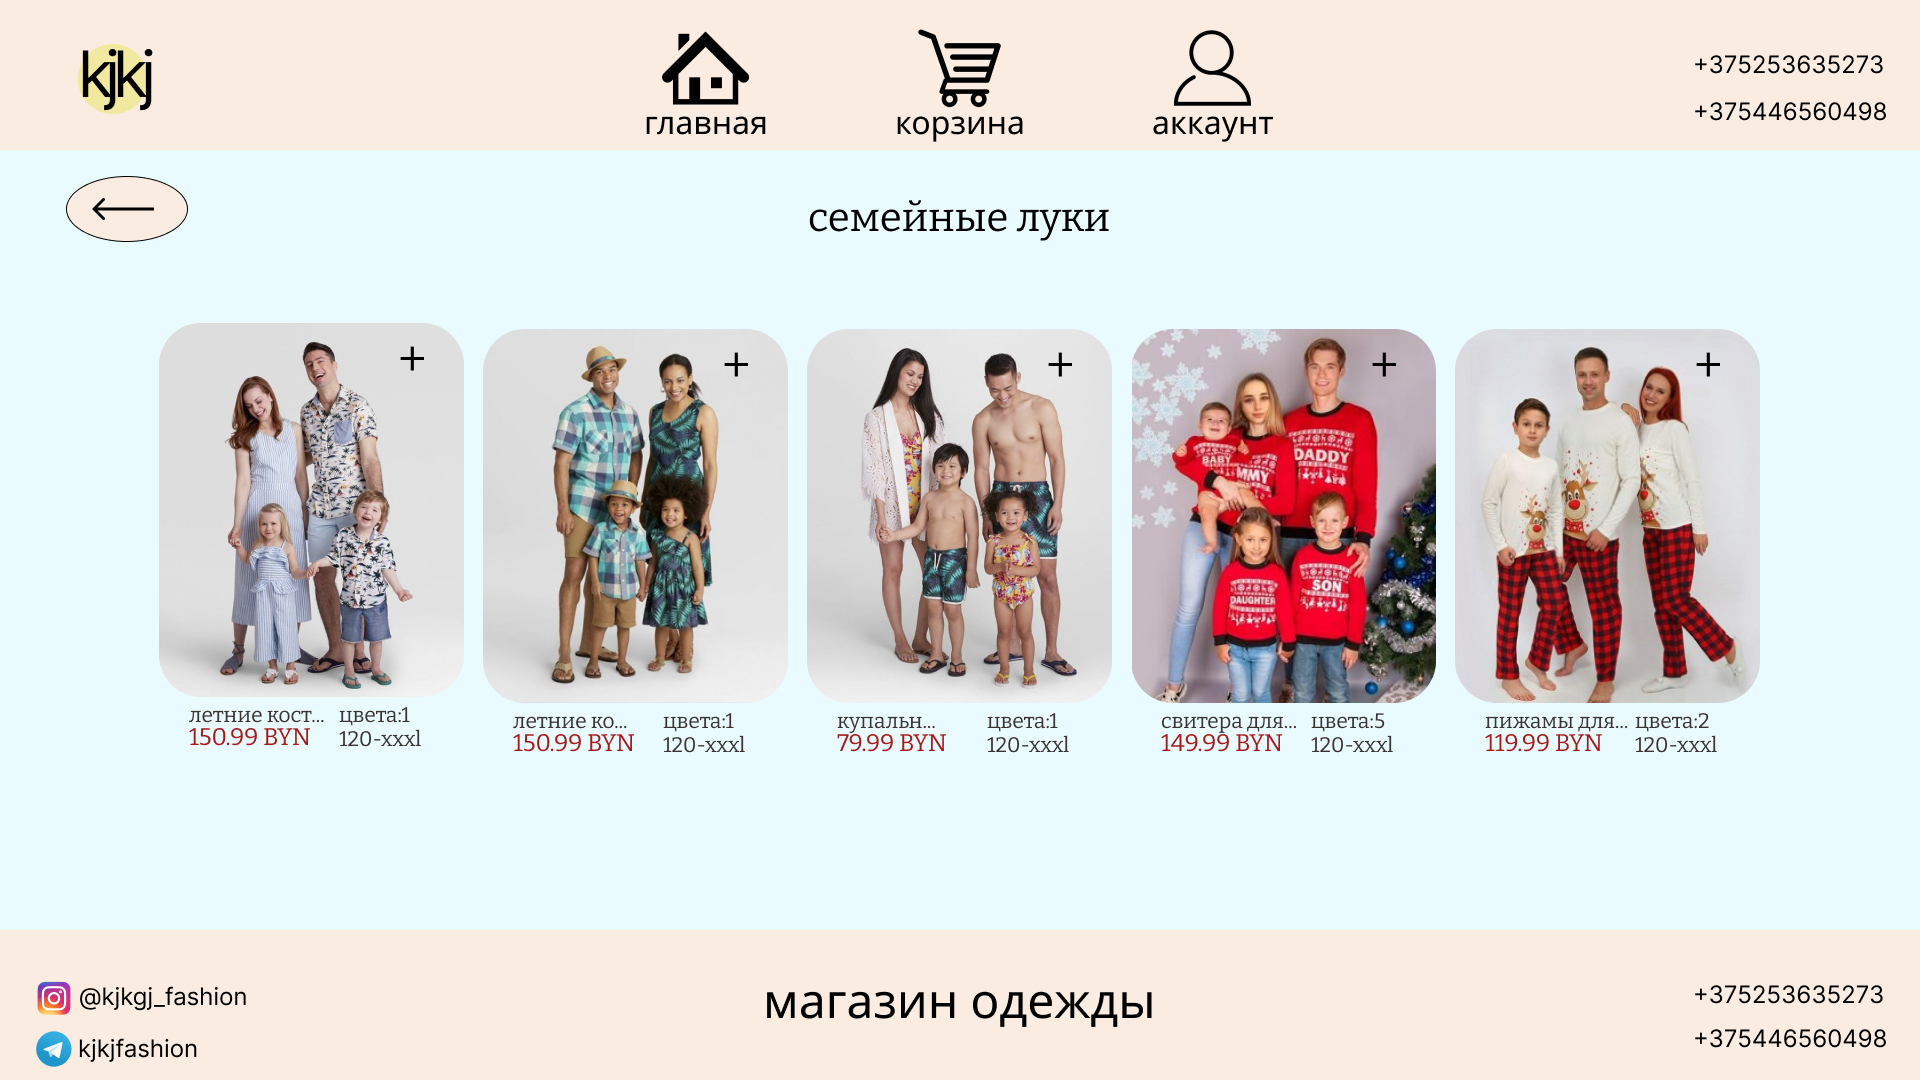 kjkj
главная
корзина
аккаунт
+375253635273
+375446560498
семейные луки
BABY
MMY
DADDY
DAUGHTER
SON
летние кост... цвета:1
150.99 BYN 120-xxxl
летние ко... цвета:1
150.99 BYN 120-xxxl
купальн... цвета:1
79.99 BYN 120-xxxl
свитера для... цвета:5
149.99 BYN 120-xxxl
пижамы для... цвета:2
119.99 BYN 120-xxxl
@kjkgj_fashion
kjkjfashion
магазин одежды
+375253635273
+375446560498